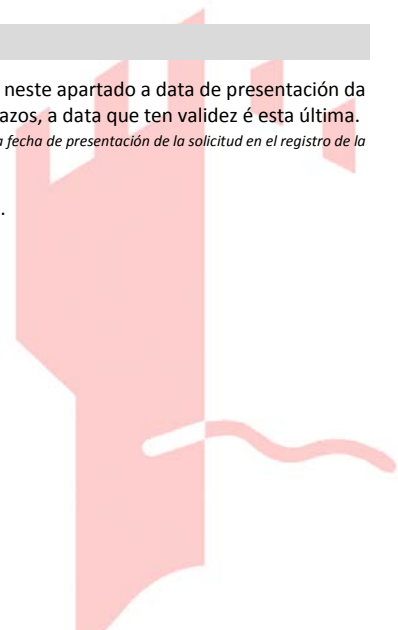 neste apartado a data de presentación da
azos, a data que ten validez é esta última.
fecha de presentación de la solicitud en el registro de la
.